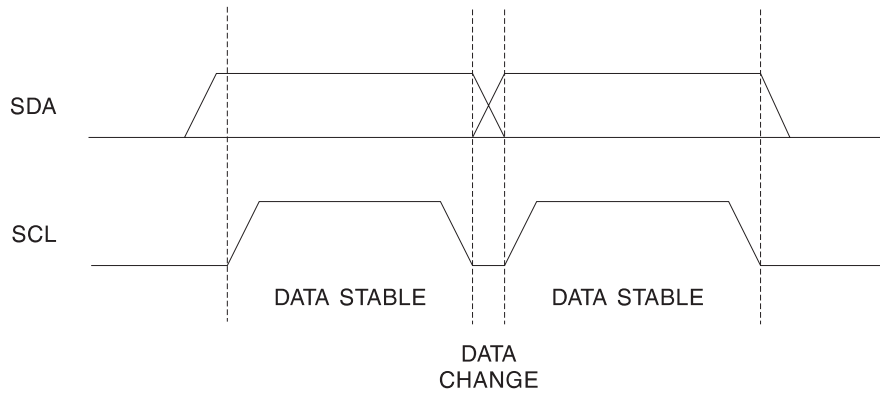 SDA
SCL
DATA STABLE
DATA STABLE
DATA
CHANGE